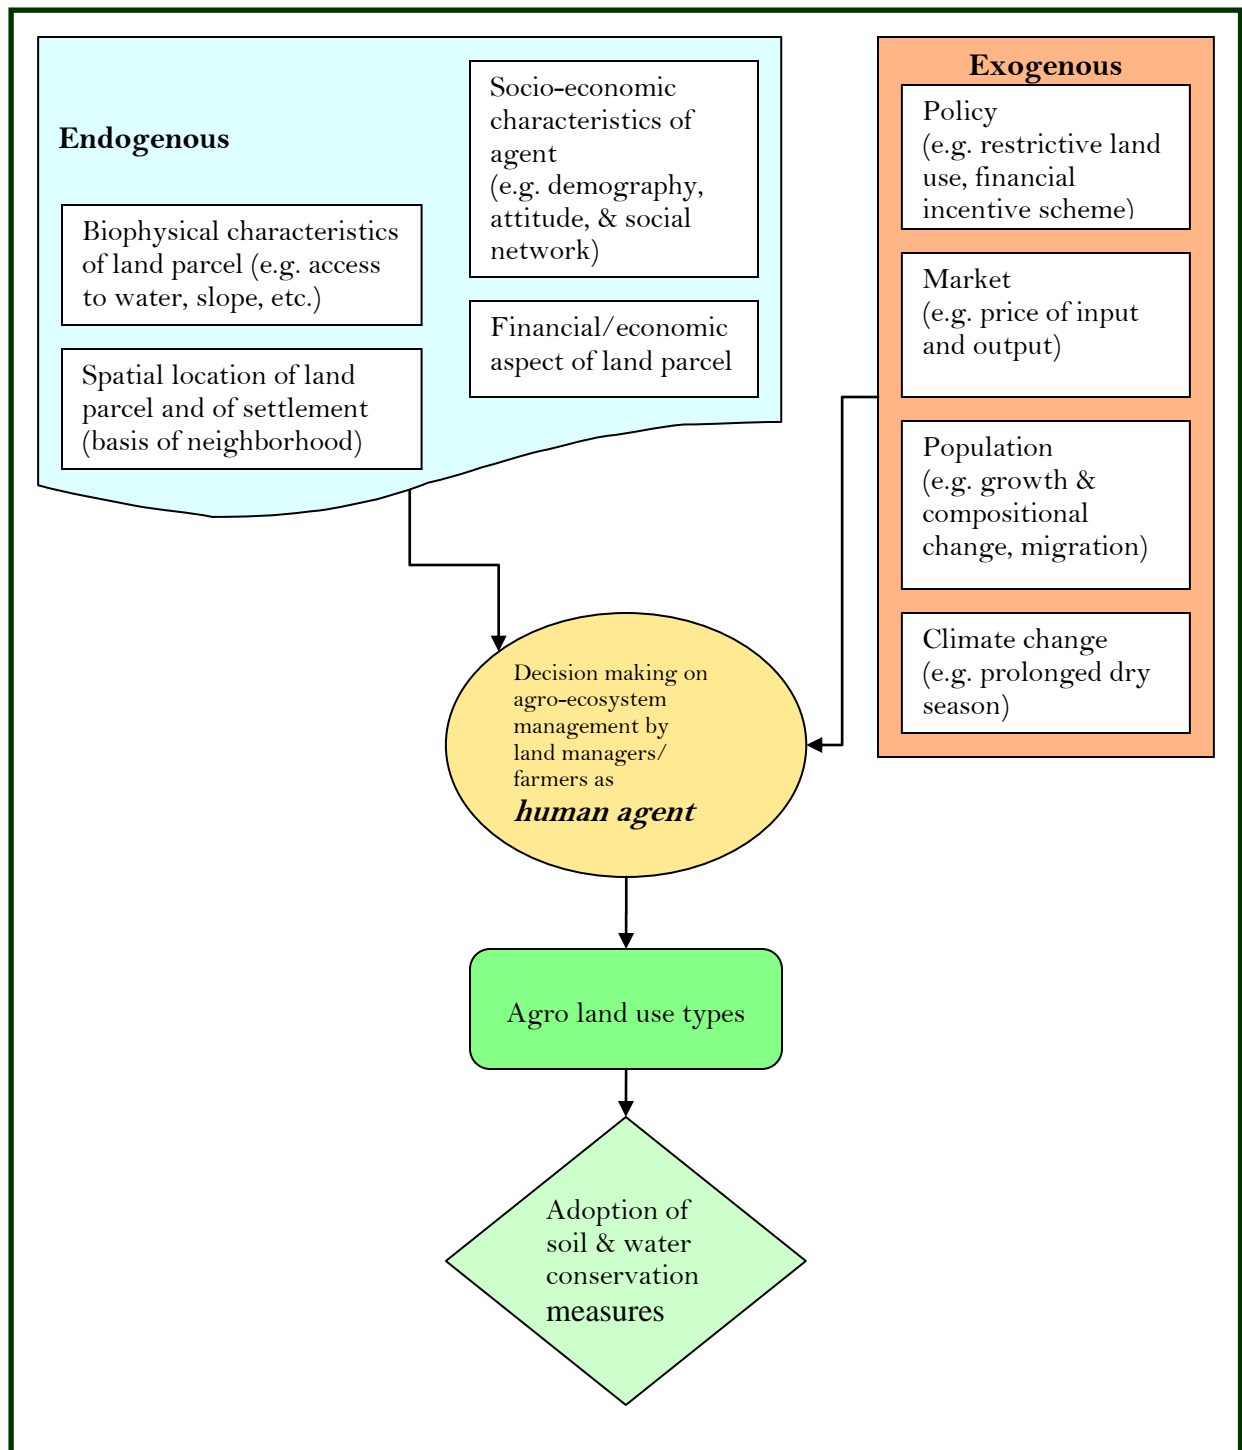 Endogenous
Biophysical characteristics
of land parcel (e.g. access
to water, slope, etc.)
Spatial location of land
parcel and of settlement
(basis of neighborhood)
Socio-economic
characteristics of
agent
(e.g. demography,
attitude, & social
network)
Financial/economic
aspect of land parcel
Exogenous
Policy
(e.g. restrictive land
use, financial
incentive scheme)
Market
(e.g. price of input
and output)
Population
(e.g. growth &
compositional
change, migration)
Climate change
(e.g. prolonged dry
season)
Decision making on
agro-ecosystem
management by
land managers/
farmers as
human agent
Agro land use types
Adoption of
soil & water
conservation
measures